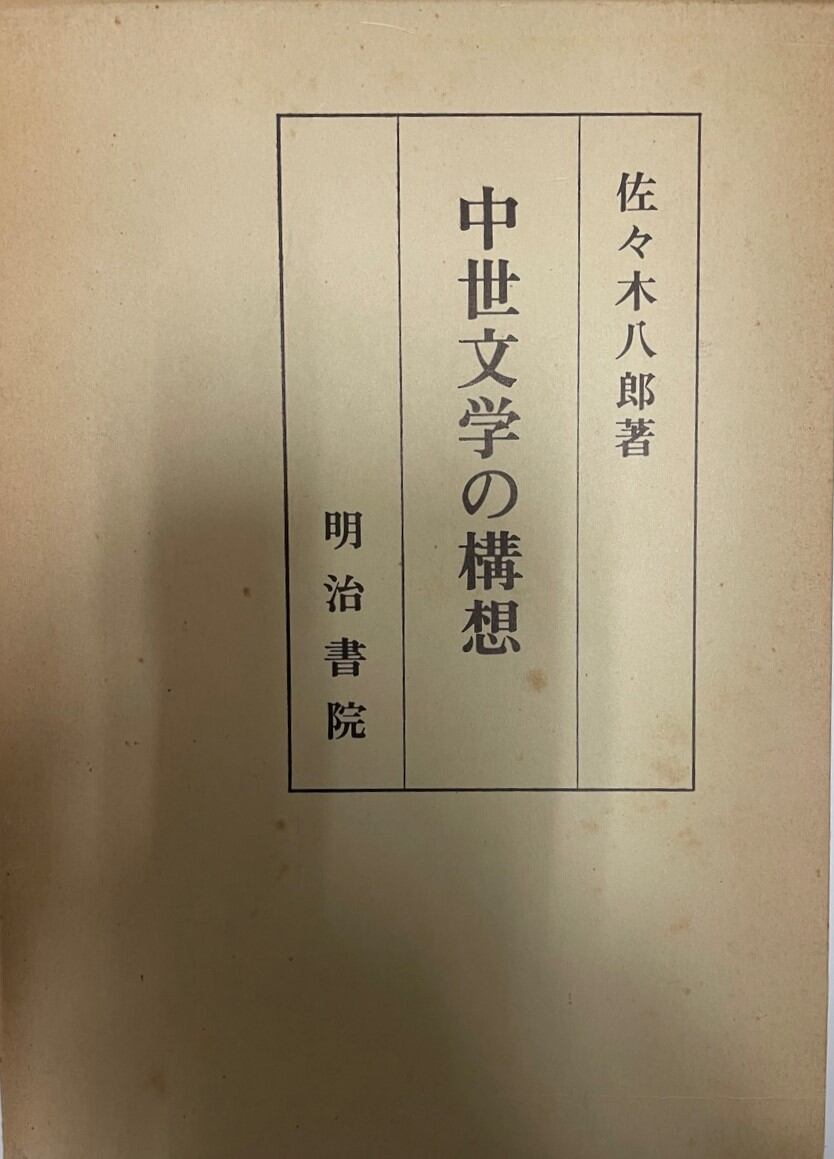 佐々木八郎著
中世文学の構想
明治書院